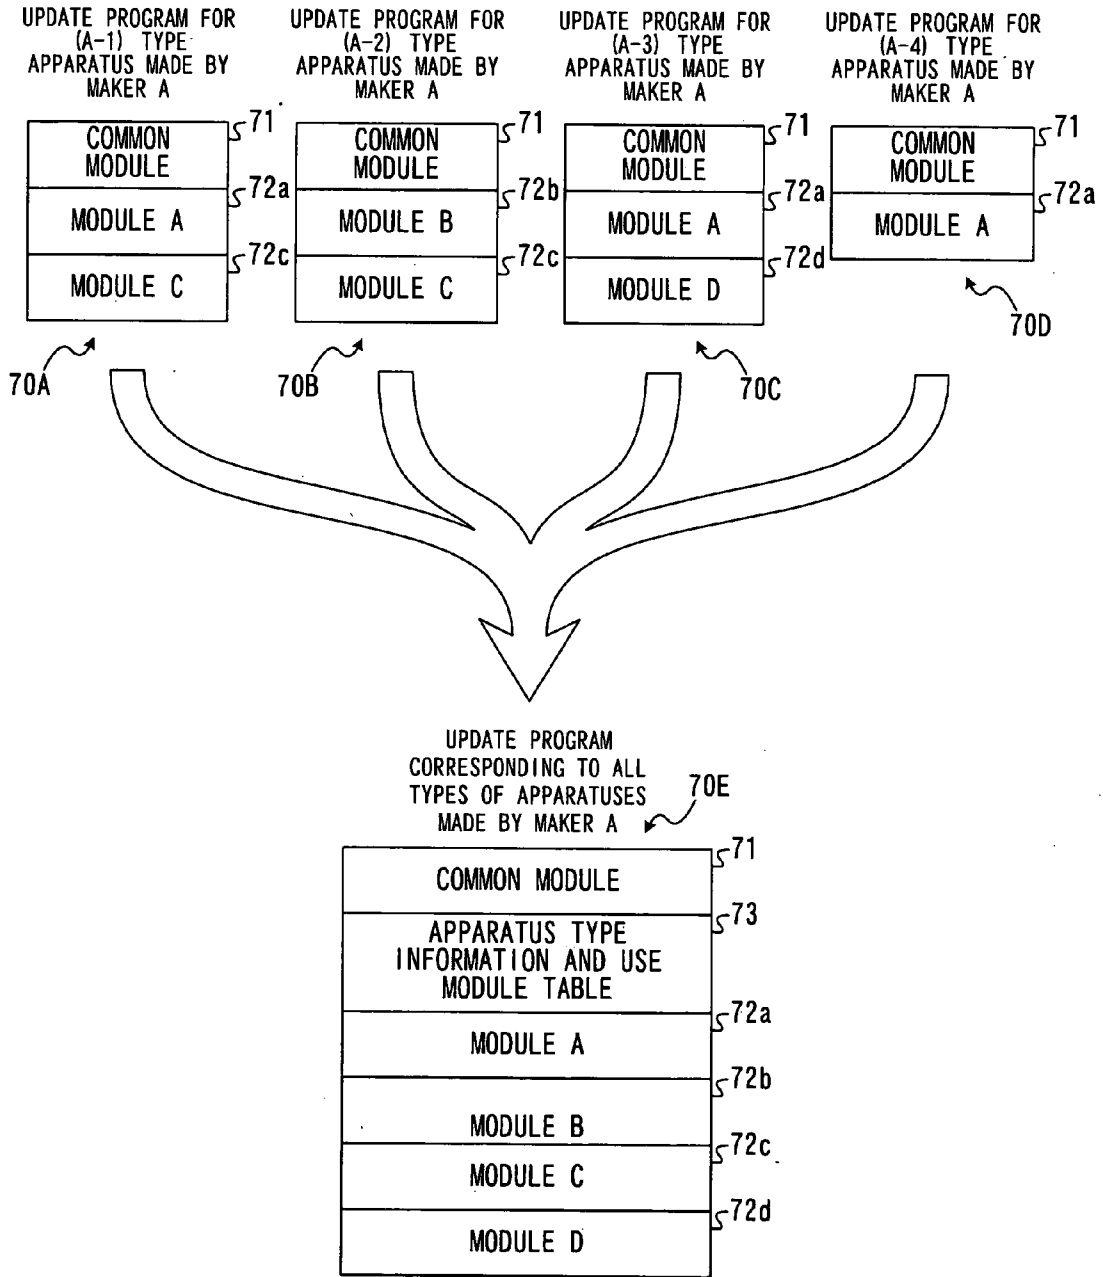 UPDATE PROGRAM FOR
(A-1) TYPE
APPARATUS MADE BY
MAKER A
71
COMMON
MODULE
72a
MODULE A
72c
MODULE C
70A
UPDATE PROGRAM FOR
(A-2) TYPE
APPARATUS MADE BY
MAKER A
71
COMMON
MODULE
72b
MODULE B
72c
MODULE C
70B
UPDATE PROGRAM FOR
(A-3) TYPE
APPARATUS MADE BY
MAKER A
71
COMMON
MODULE
72a
MODULE A
72d
MODULE D
70C
UPDATE PROGRAM FOR
(A-4) TYPE
APPARATUS MADE BY
MAKER A
71
COMMON
MODULE
72a
MODULE A
70D
UPDATE PROGRAM
CORRESPONDING TO ALL
TYPES OF APPARATUSES
MADE BY MAKER A
70E
71
COMMON MODULE
73
APPARATUS TYPE
INFORMATION AND USE
MODULE TABLE
72a
MODULE A
72b
MODULE B
72c
MODULE C
72d
MODULE D